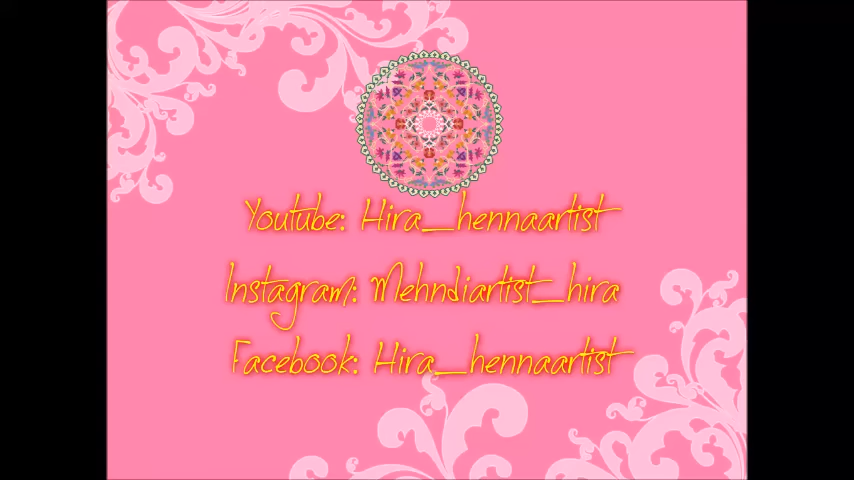 Youtube: Hira_hennaartist
Instagram: Mehndiartist_hira
Facebook: Hira_hennaartist